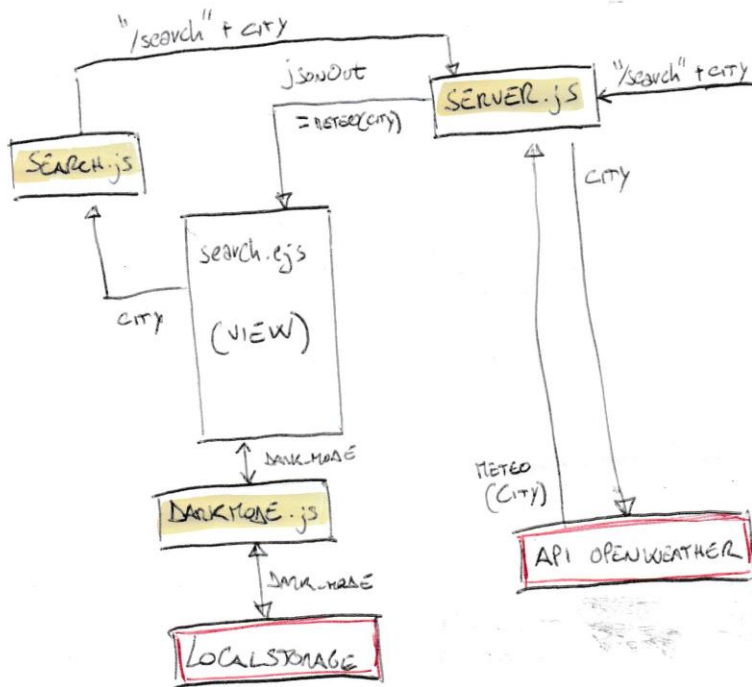 "/search" + CITY
jsonOut
= METEO(CITY)
SERVER.js
"/search" + CITY
SEARCH.js
CITY
search.ejs
(VIEW)
CITY
DARK_MODE
DARKMODE.js
METEO
(CITY)
API OPENWEATHER
DARK_MODE
LOCALSTORAGE